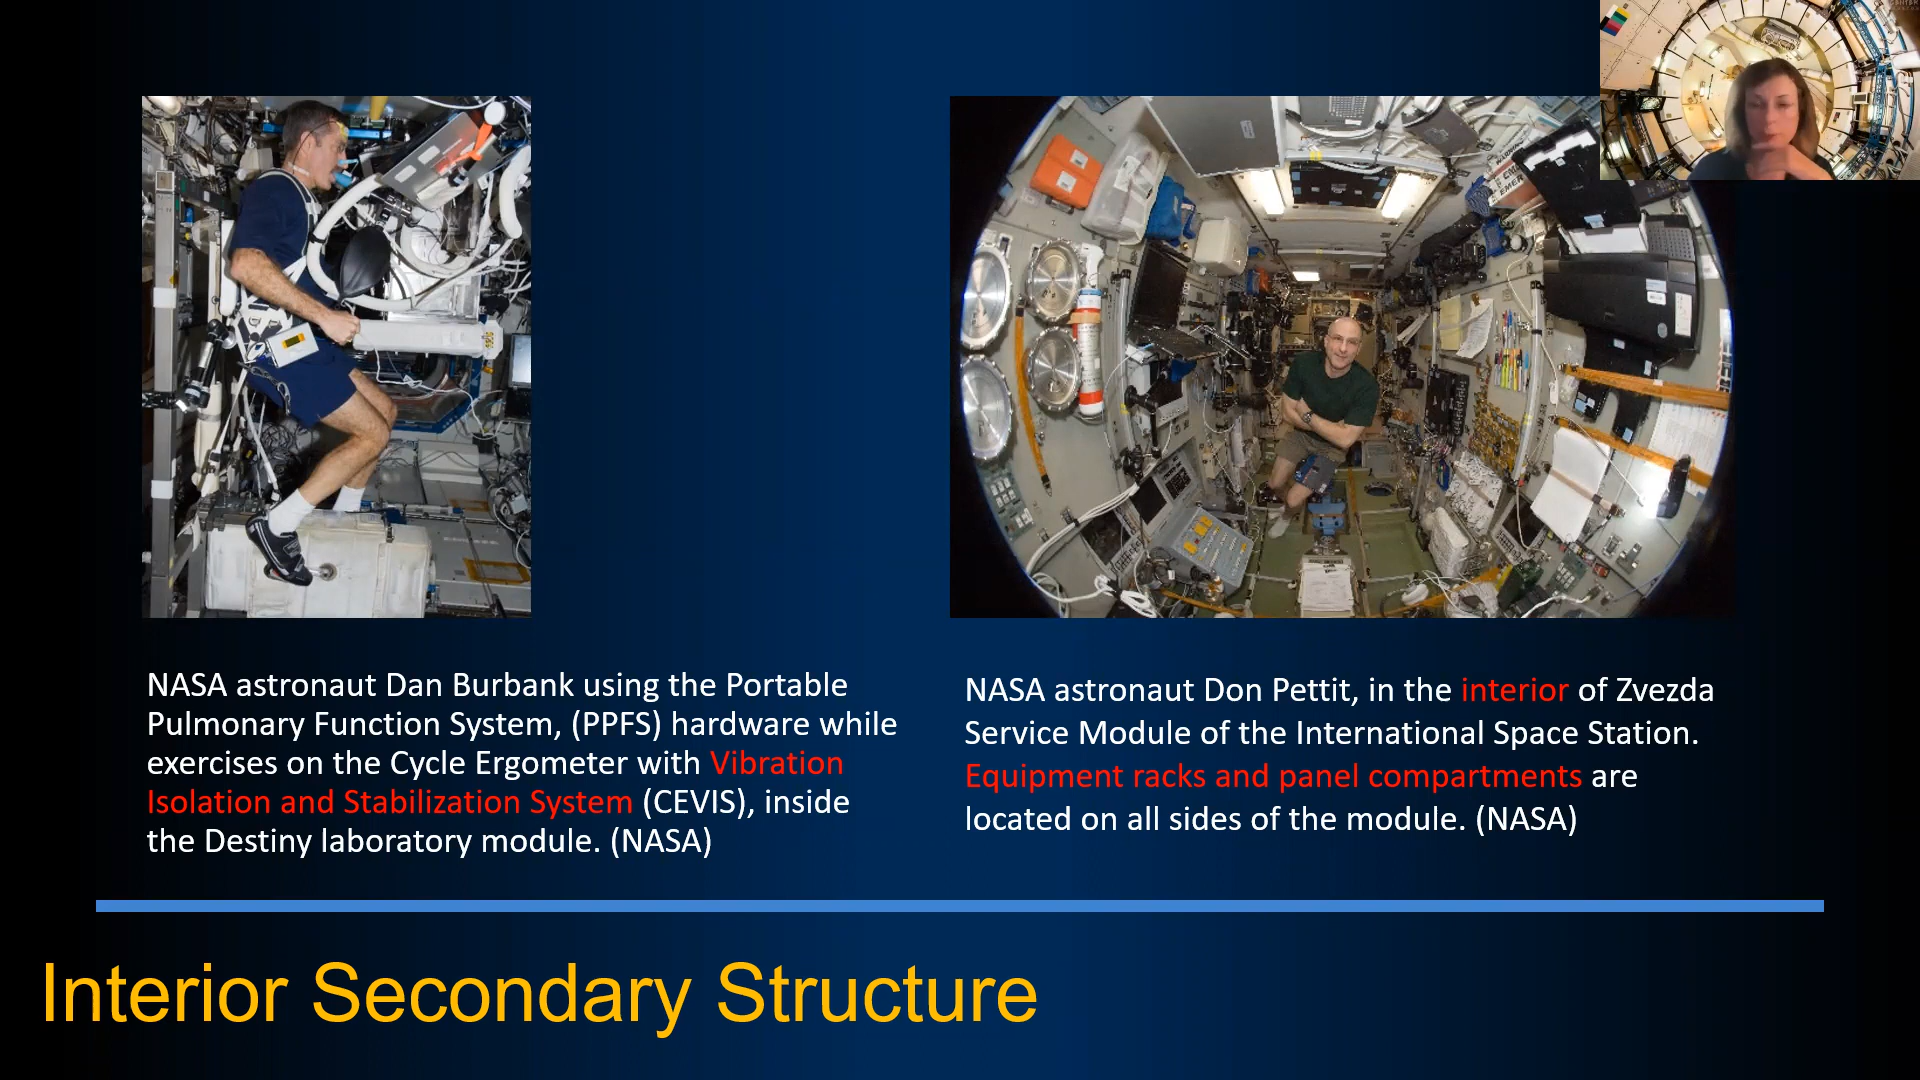 NASA astronaut Dan Burbank using the Portable
Pulmonary Function System, (PPFS) hardware while
exercises on the Cycle Ergometer with Vibration
Isolation and Stabilization System (CEVIS), inside
the Destiny laboratory module. (NASA)
NASA astronaut Don Pettit, in the interior of Zvezda
Service Module of the International Space Station.
Equipment racks and panel compartments are
located on all sides of the module. (NASA)
Interior Secondary Structure